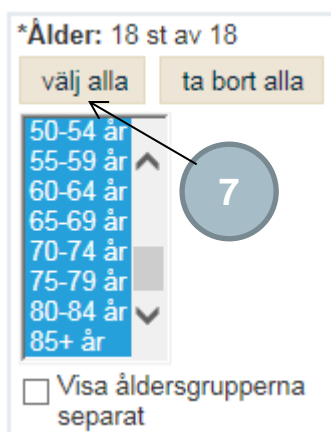 *Ålder: 18 st av 18
välj alla ta bort alla
50-54 år
55-59 år
60-64 år
65-69 år
70-74 år
75-79 år
80-84 år
85+ år
7
Visa åldersgrupperna
separat